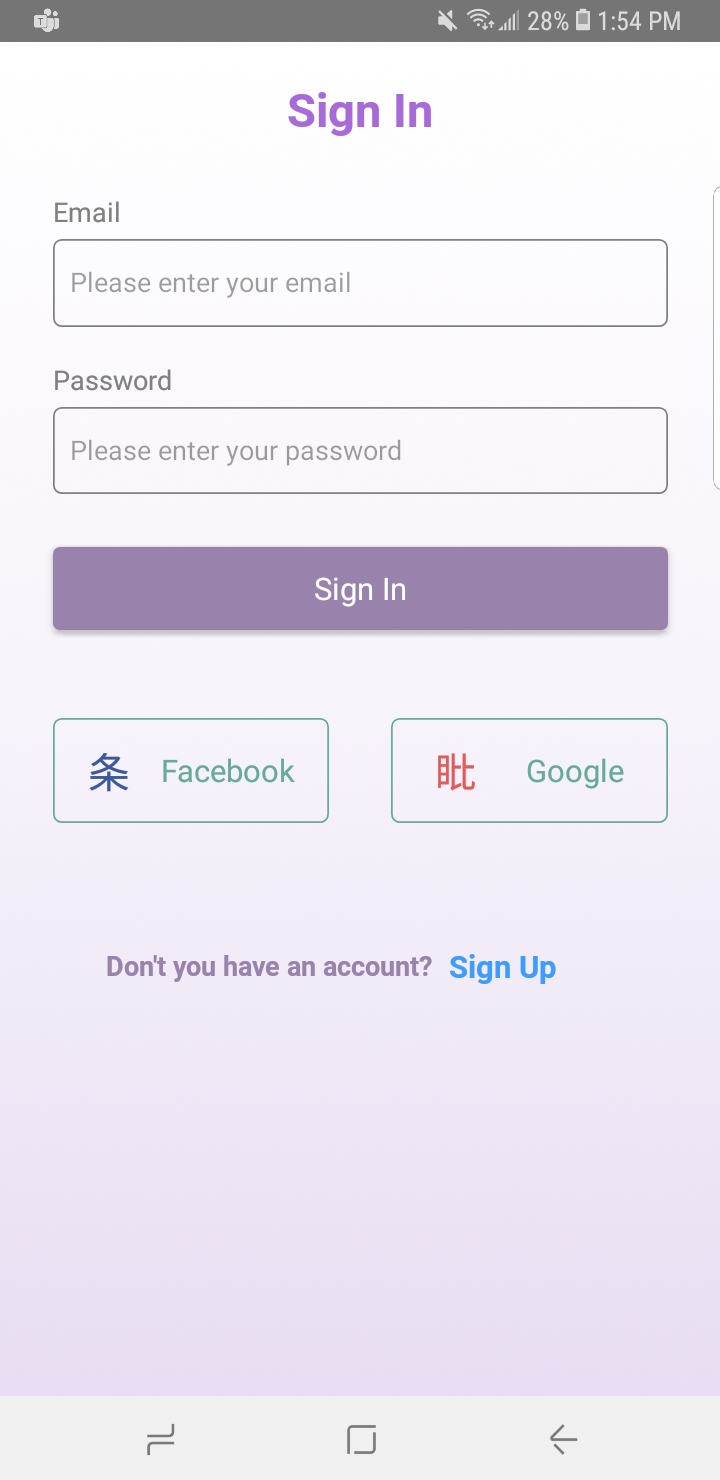 28% 1:54 PM
Sign In
Email
Please enter your email
Password
Please enter your password
Sign In
条 Facebook
毗 Google
Don't you have an account? Sign Up